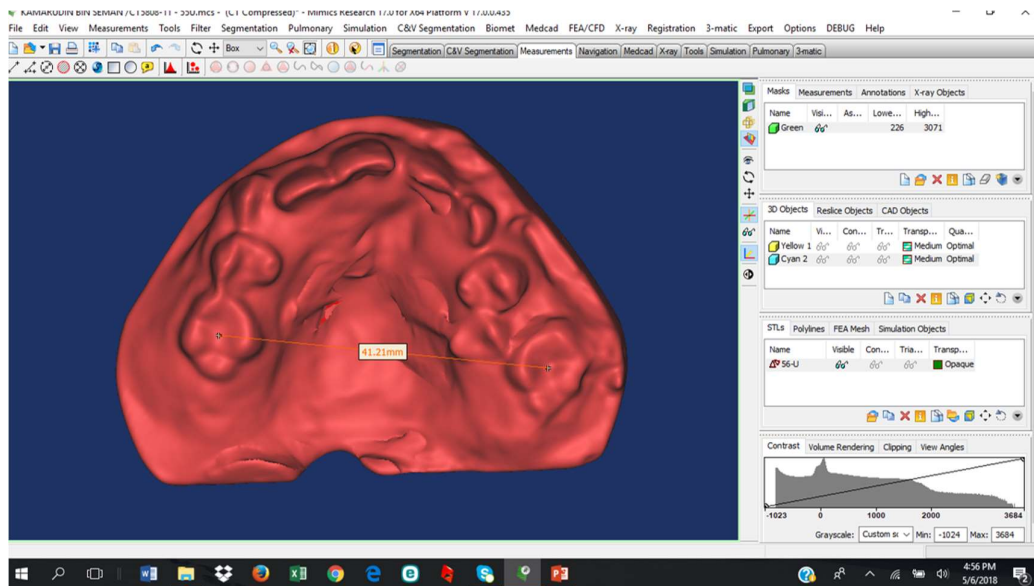 KAMARUDIN BIN SEMAN /CT5808-11 - 550.mcs - (CT Compressed)* - Mimics Research 17.0 for X64 Platform V 17.0.0.435
File Edit View Measurements Tools Filter Segmentation Pulmonary Simulation C&V Segmentation Biomet Medcad FEA/CFD X-ray Registration 3-matic Export Options DEBUG Help
Box
Segmentation C&V Segmentation Measurements Navigation Medcad X-ray Tools Simulation Pulmonary 3-matic
Masks Measurements Annotations X-ray Objects
Name Visi... As... Lowe... High...
Green 226 3071
3D Objects Reslice Objects CAD Objects
Name Vi... Con... Tr... Transp... Qua...
Yellow 1 Medium Optimal
Cyan 2 Medium Optimal
STLs Polylines FEA Mesh Simulation Objects
Name Visible Con... Tria... Transp...
S6-U Opaque
41.21mm
Contrast Volume Rendering Clipping View Angles
-1023 0 1000 2000 3684
Grayscale: Custom sc Min: -1024 Max: 3684
4:56 PM
5/6/2018